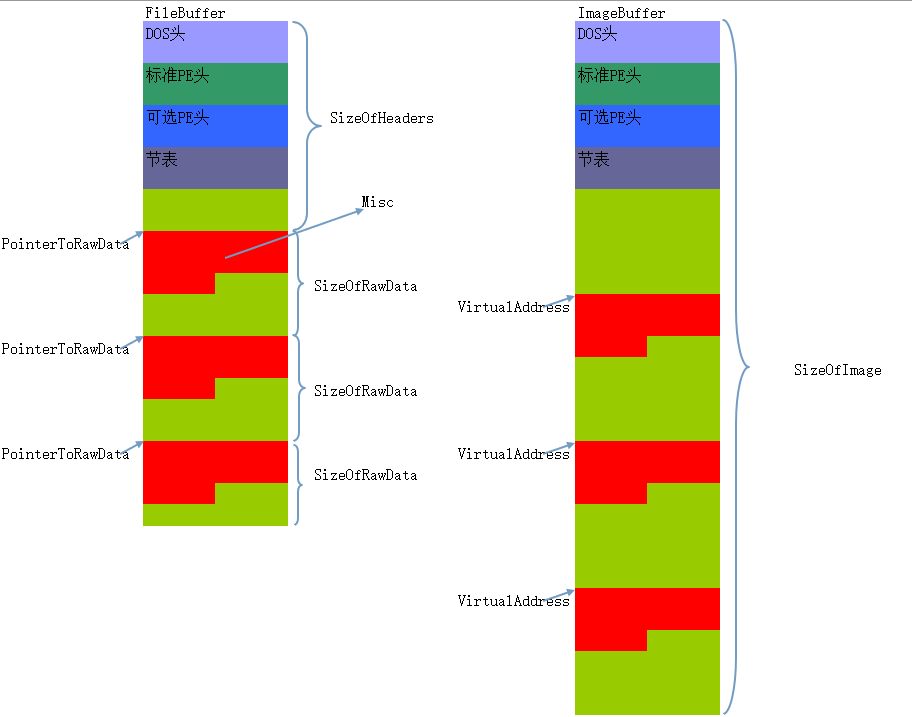 FileBuffer
DOS头
标准PE头
可选PE头
节表
SizeOfHeaders
Misc
PointerToRawData
SizeOfRawData
PointerToRawData
SizeOfRawData
PointerToRawData
SizeOfRawData
ImageBuffer
DOS头
标准PE头
可选PE头
节表
VirtualAddress
SizeOfImage
VirtualAddress
VirtualAddress